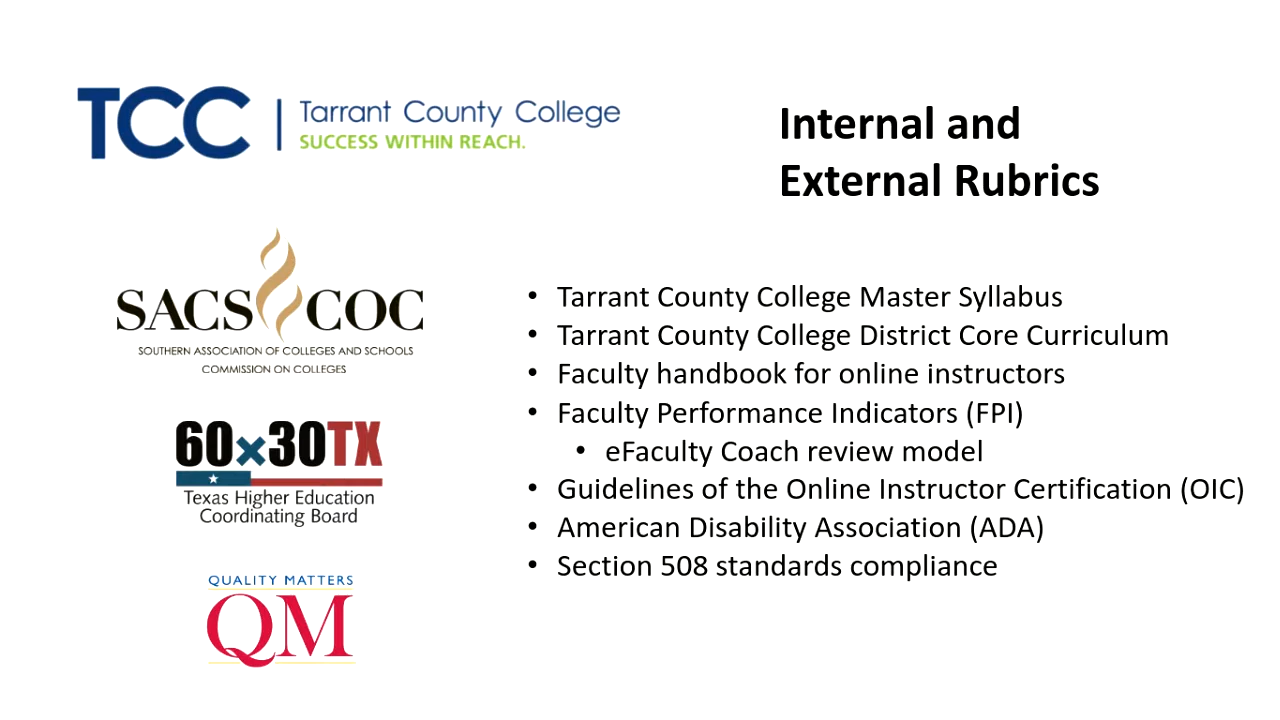 TCC | Tarrant County College
SUCCESS WITHIN REACH.
Internal and
External Rubrics
SACS COC
SOUTHERN ASSOCIATION OF COLLEGES AND SCHOOLS
COMMISSION ON COLLEGES
60x30TX
Texas Higher Education
Coordinating Board
QUALITY MATTERS
QM
• Tarrant County College Master Syllabus
• Tarrant County College District Core Curriculum
• Faculty handbook for online instructors
• Faculty Performance Indicators (FPI)
• eFaculty Coach review model
• Guidelines of the Online Instructor Certification (OIC)
• American Disability Association (ADA)
• Section 508 standards compliance